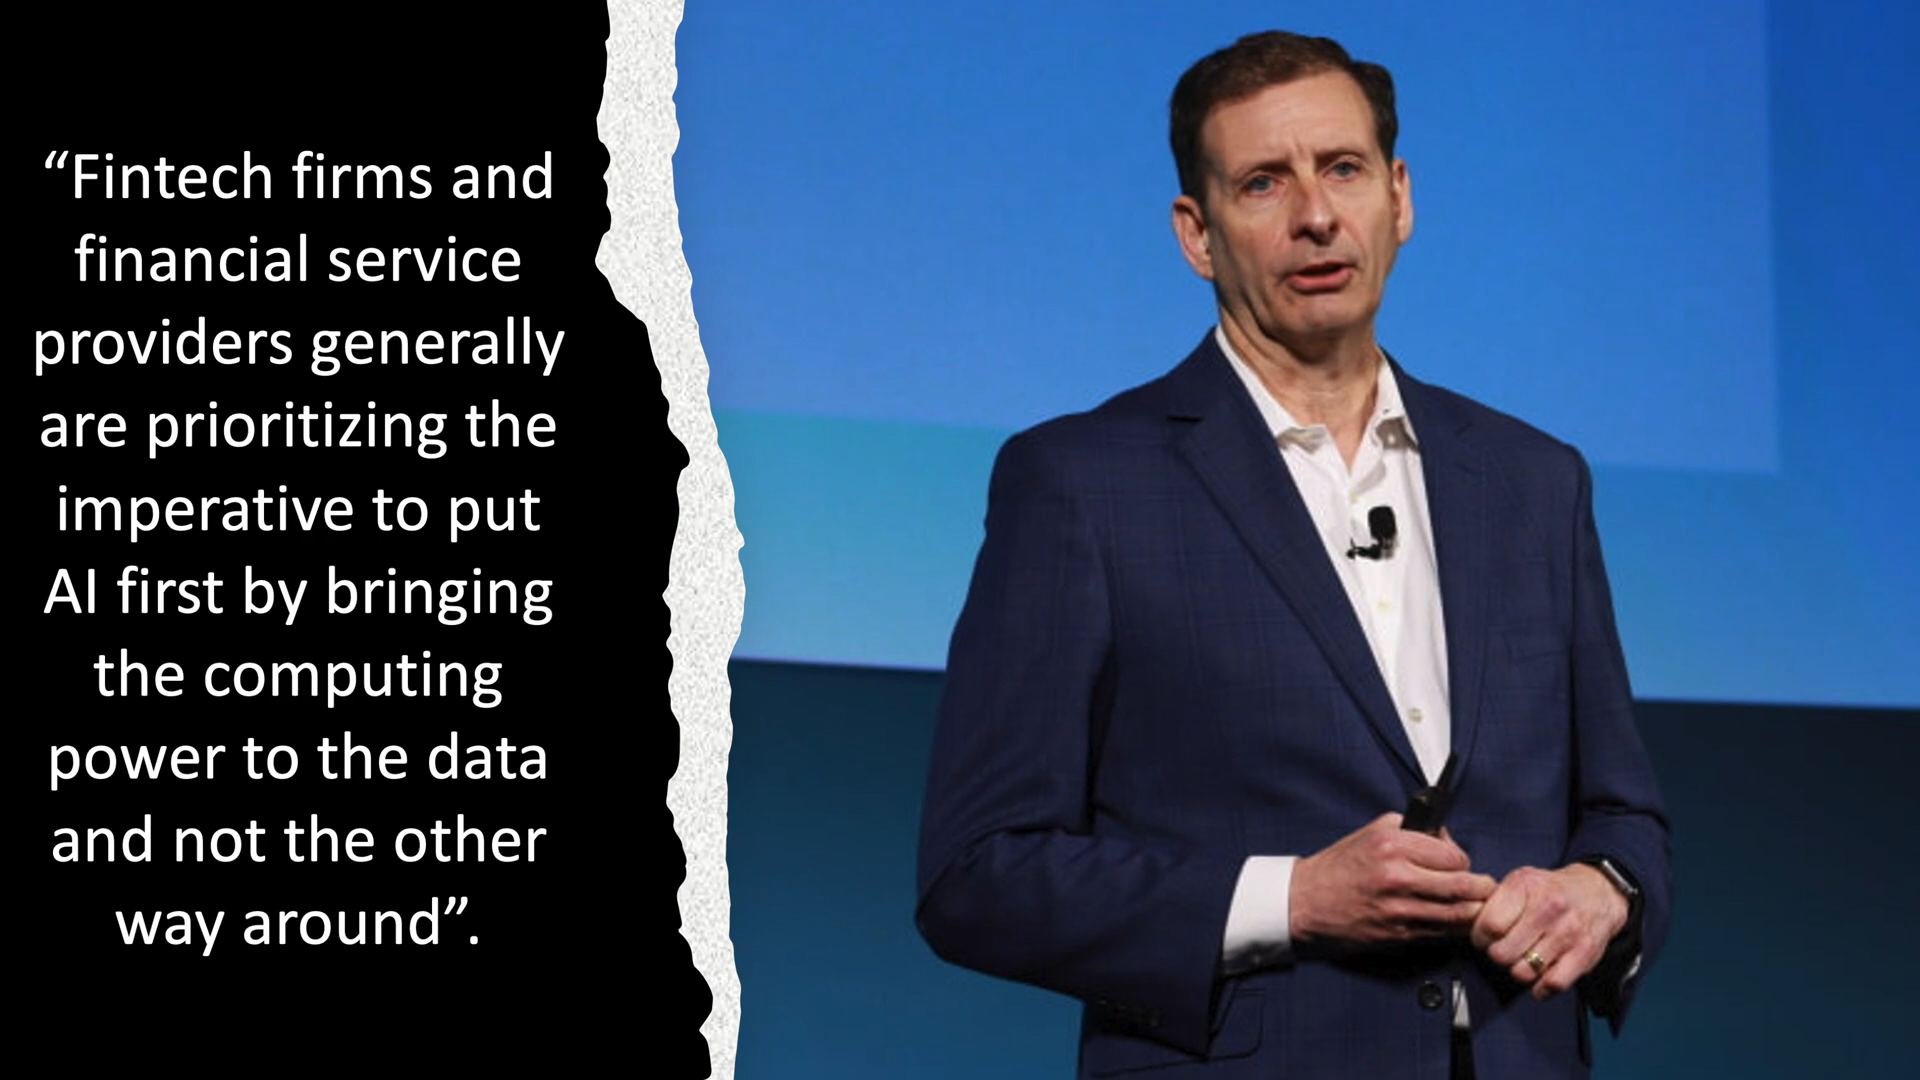 “Fintech firms and
financial service
providers generally
are prioritizing the
imperative to put
AI first by bringing
the computing
power to the data
and not the other
way around”.